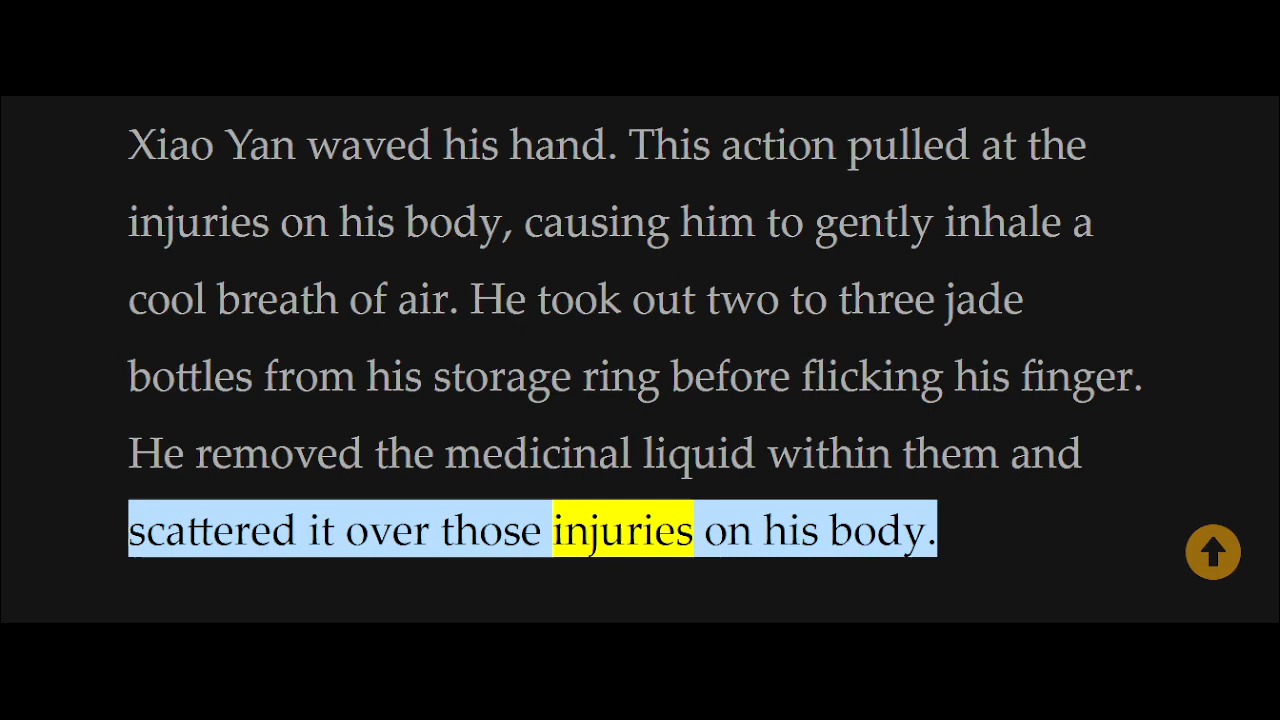 Xiao Yan waved his hand. This action pulled at the
injuries on his body, causing him to gently inhale a
cool breath of air. He took out two to three jade
bottles from his storage ring before flicking his finger.
He removed the medicinal liquid within them and
scattered it over those injuries on his body.